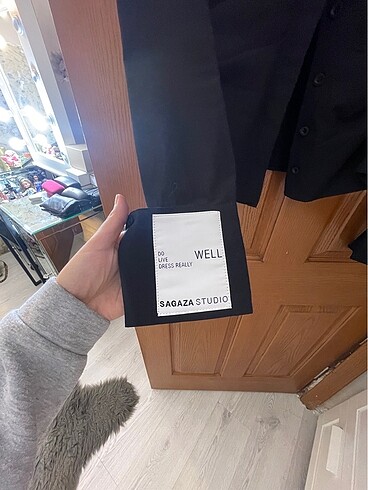 DO
LIVE WELL
DRESS REALLY
SAGAZA STUDIO